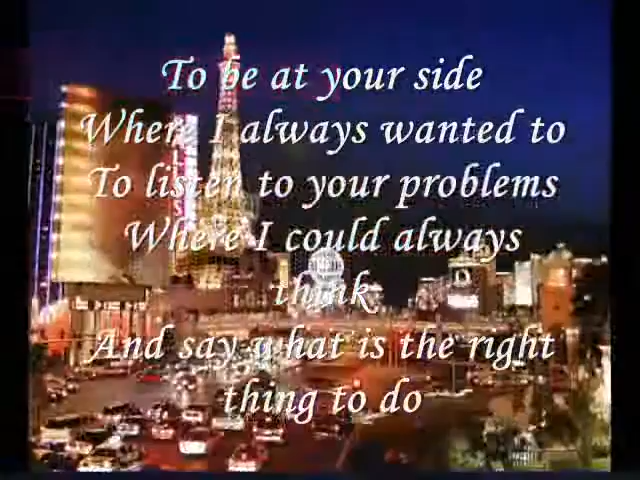 To be at your side
Where I always wanted to
To listen to your problems
Where I could always
think
And say what is the right
thing to do